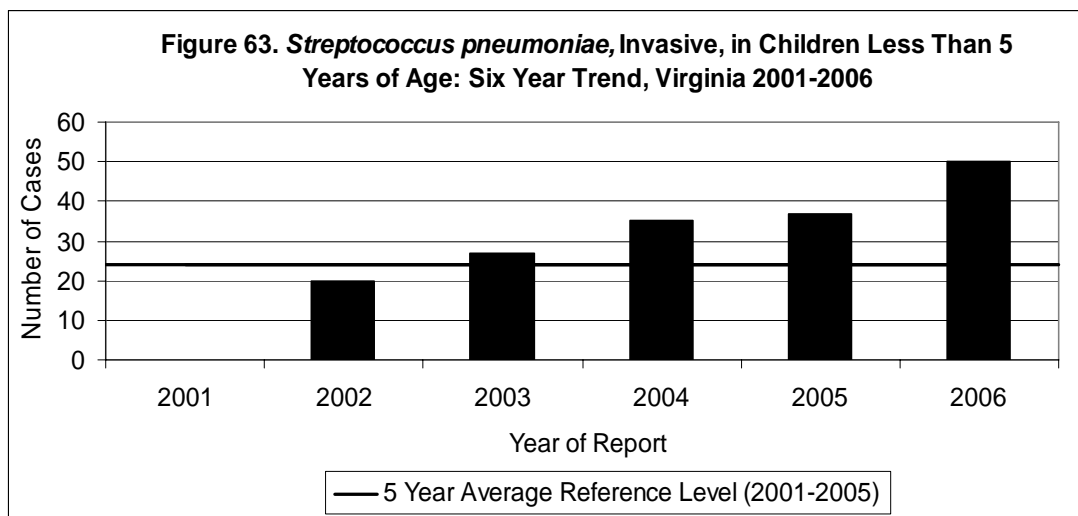 Figure 63. Streptococcus pneumoniae, Invasive, in Children Less Than 5
Years of Age: Six Year Trend, Virginia 2001-2006
Number of Cases
60
50
40
30
20
10
0
2001 2002 2003 2004 2005 2006
Year of Report
5 Year Average Reference Level (2001-2005)